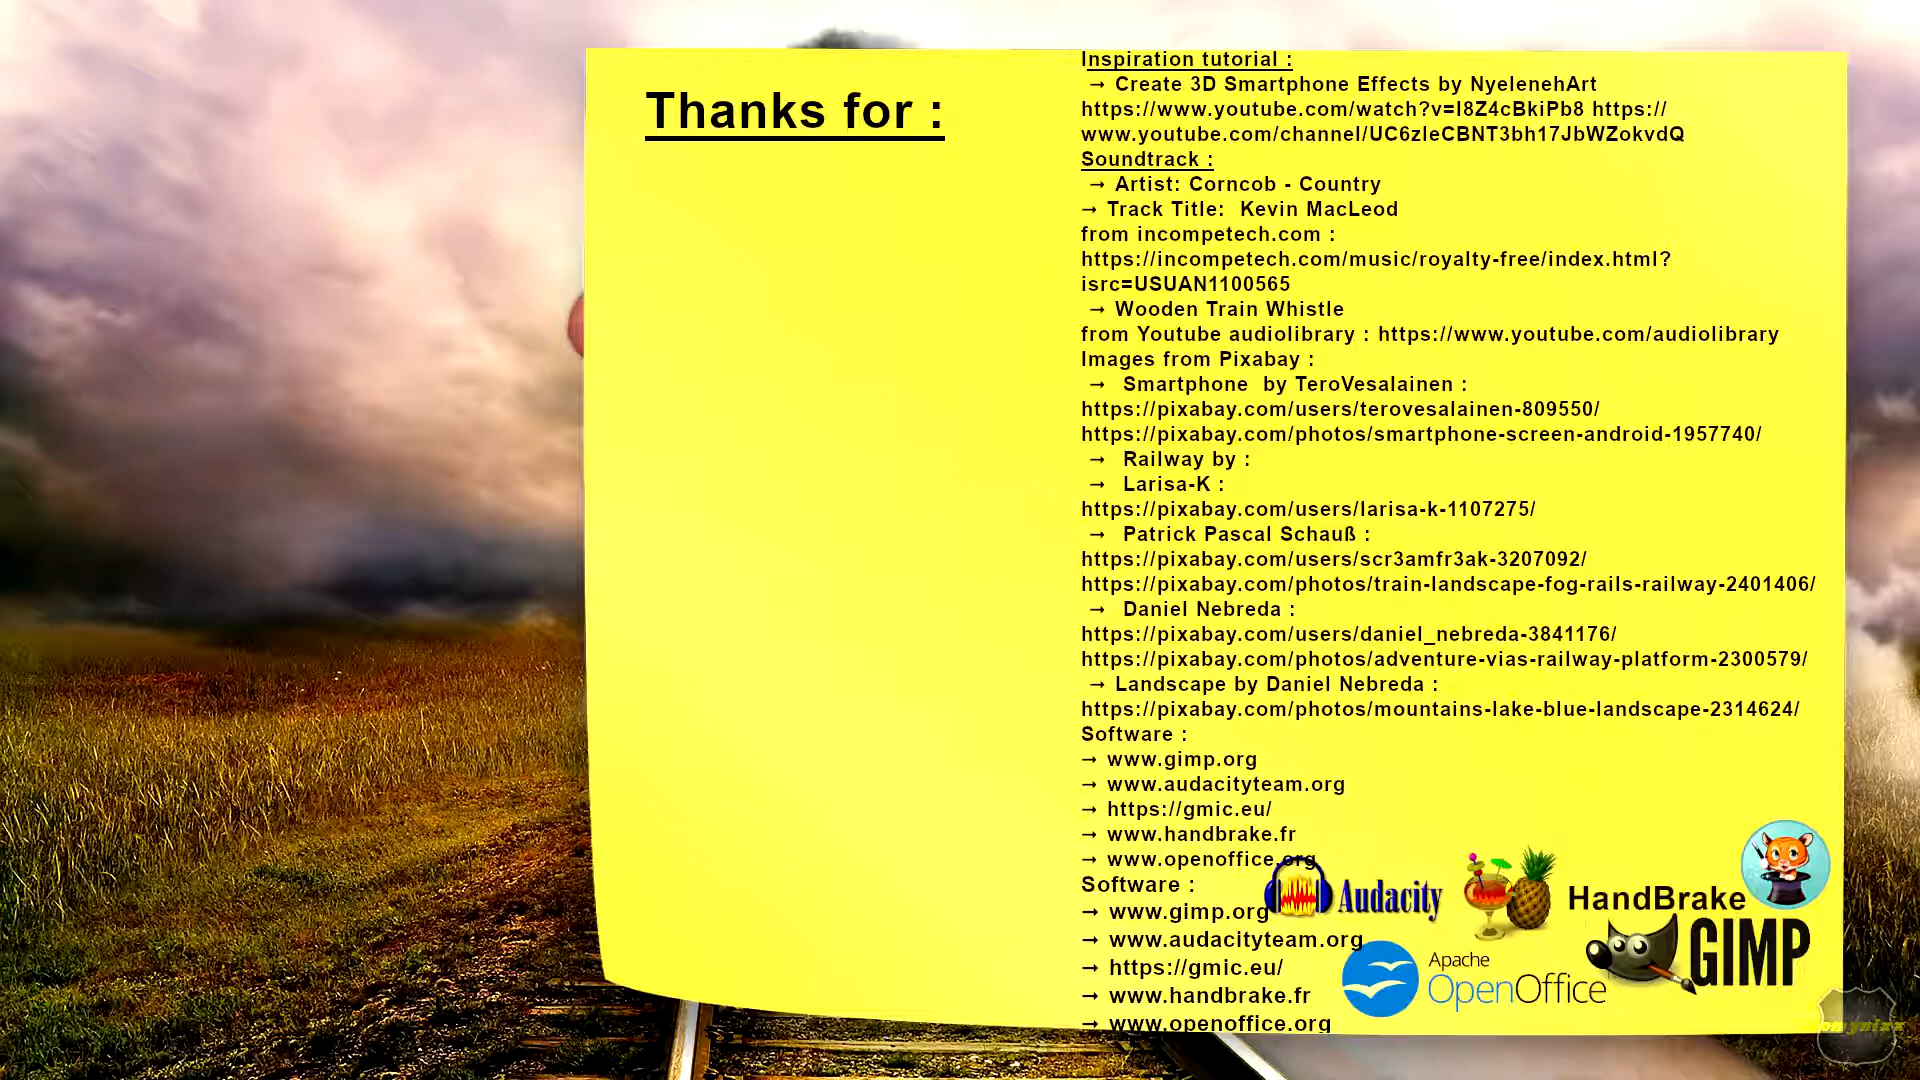 Thanks for :
Inspiration tutorial :
→ Create 3D Smartphone Effects by NyelenehArt
https://www.youtube.com/watch?v=I8Z4cBkiPb8 https://
www.youtube.com/channel/UC6zleCBNT3bh17JbWZokvdQ
Soundtrack :
→ Artist: Corncob - Country
→ Track Title:  Kevin MacLeod
from incompetech.com :
https://incompetech.com/music/royalty-free/index.html?
isrc=USUAN1100565
→ Wooden Train Whistle
from Youtube audiolibrary : https://www.youtube.com/audiolibrary
Images from Pixabay :
→  Smartphone  by TeroVesalainen :
https://pixabay.com/users/terovesalainen-809550/
https://pixabay.com/photos/smartphone-screen-android-1957740/
→  Railway by :
→  Larisa-K :
https://pixabay.com/users/larisa-k-1107275/
→  Patrick Pascal Schauß :
https://pixabay.com/users/scr3amfr3ak-3207092/
https://pixabay.com/photos/train-landscape-fog-rails-railway-2401406/
→  Daniel Nebreda :
https://pixabay.com/users/daniel_nebreda-3841176/
https://pixabay.com/photos/adventure-vias-railway-platform-2300579/
→ Landscape by Daniel Nebreda :
https://pixabay.com/photos/mountains-lake-blue-landscape-2314624/
Software :
→ www.gimp.org
→ www.audacityteam.org
→ https://gmic.eu/
→ www.handbrake.fr
→ www.openoffice.org
Software :
→ www.gimp.org
→ www.audacityteam.org
→ https://gmic.eu/
→ www.handbrake.fr
→ www.openoffice.org
Audacity
HandBrake
GIMP
Apache
OpenOffice